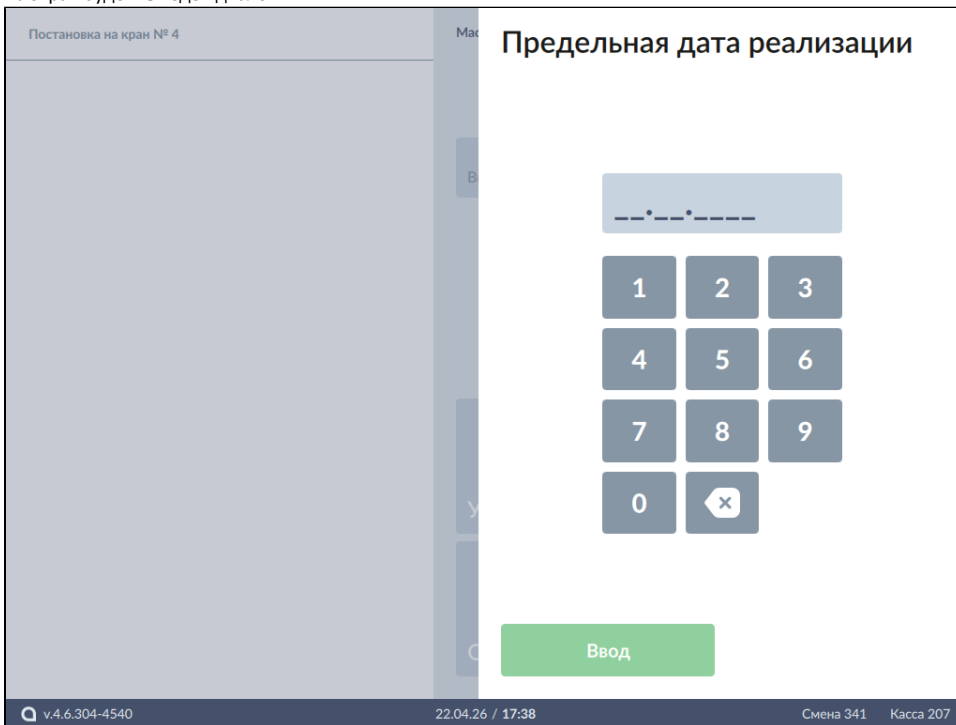 Постановка на кран № 4
Мас
Предельная дата реализации
В
__.__.____
1 2 3
4 5 6
7 8 9
0
У
С
Ввод
v.4.6.304-4540
22.04.26 / 17:38
Смена 341 Касса 207